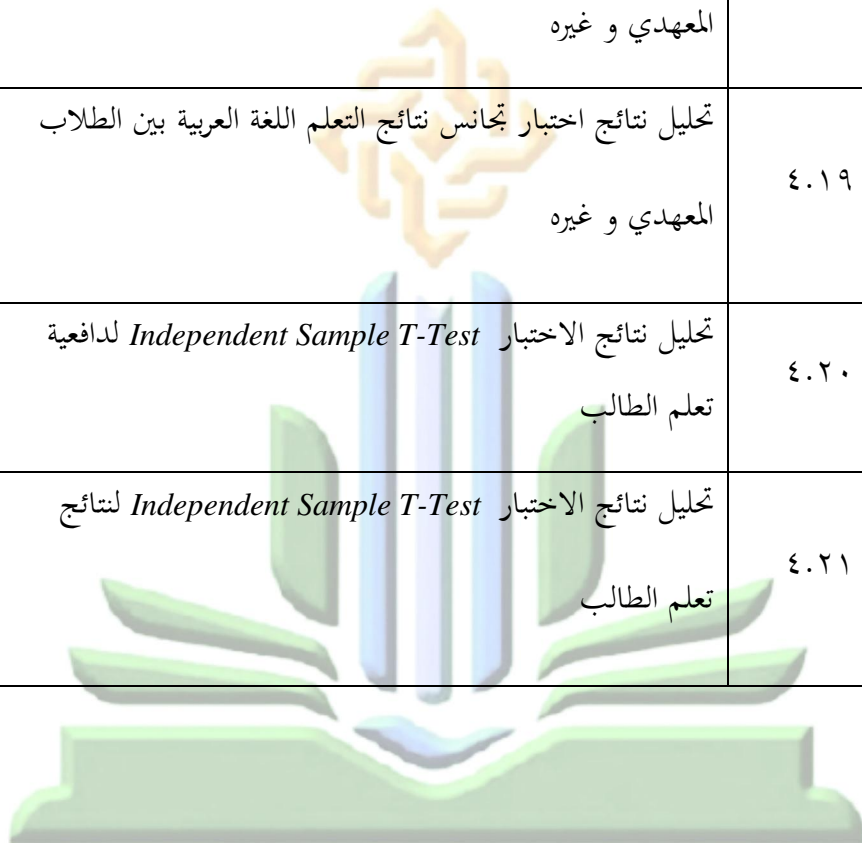 المعهدي و غيره
٤.١٩
تحليل نتائج اختبار تجانس نتائج التعلم اللغة العربية بين الطلاب
المعهدي و غيره
٤.٢٠
تحليل نتائج الاختبار Independent Sample T-Test لدافعية
تعلم الطالب
٤.٢١
تحليل نتائج الاختبار Independent Sample T-Test لنتائج
تعلم الطالب